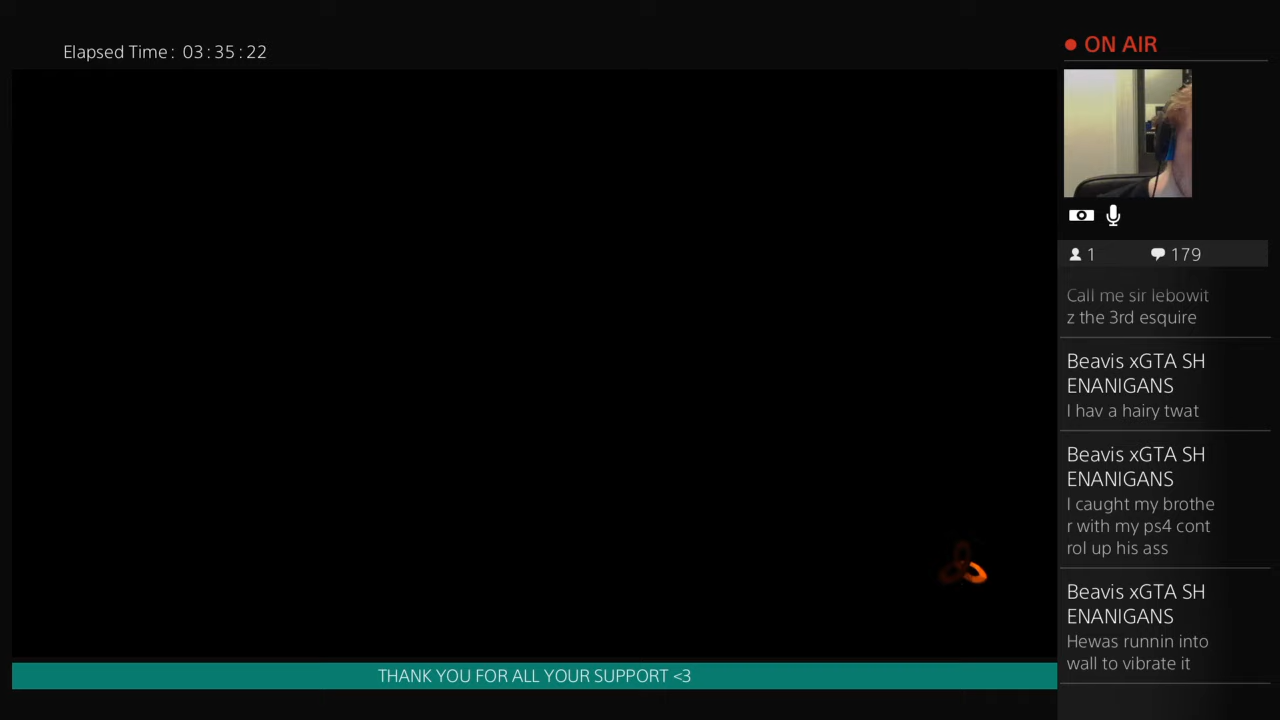 Elapsed Time: 03:35:22
ON AIR
1 179
Call me sir lebowit
z the 3rd esquire
Beavis xGTA SH
ENANIGANS
I hav a hairy twat
Beavis xGTA SH
ENANIGANS
I caught my brothe
r with my ps4 cont
rol up his ass
Beavis xGTA SH
ENANIGANS
Hewas runnin into
wall to vibrate it
THANK YOU FOR ALL YOUR SUPPORT <3